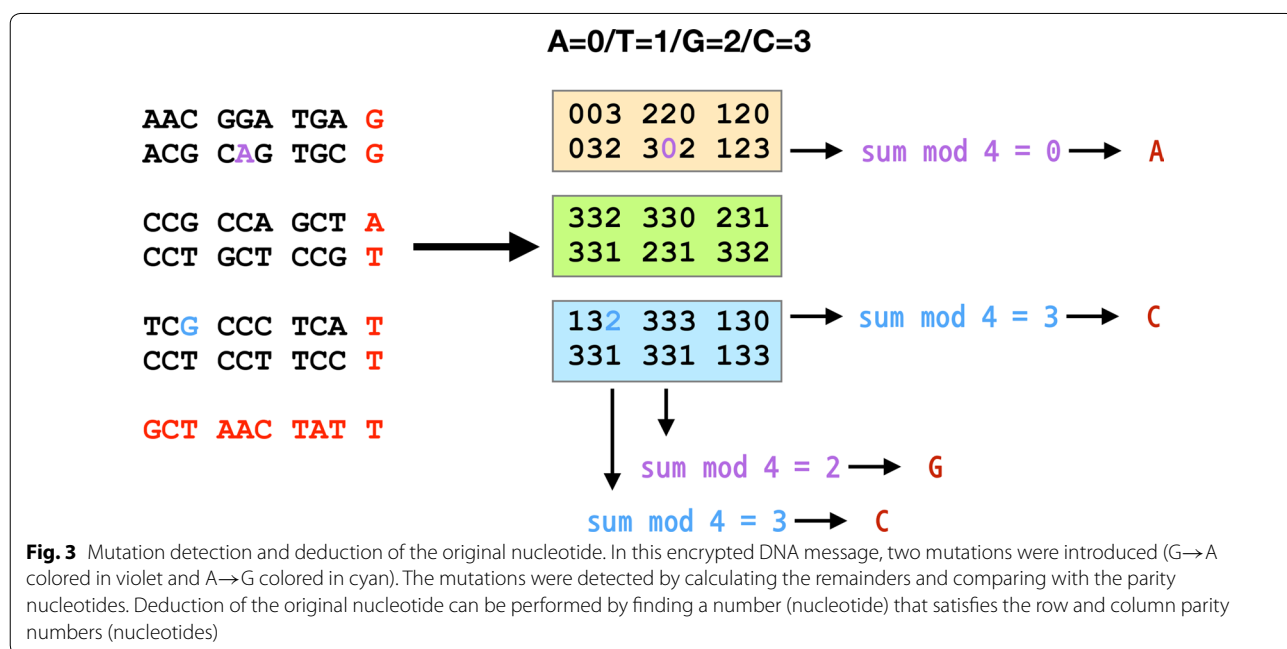 A=0/T=1/G=2/C=3
AAC GGA TGA G
ACG CAG TGC G
CCG CCA GCT A
CCT GCT CCG T
TCG CCC TCA T
CCT CCT TCC T
GCT AAC TAT T
003 220 120
032 302 123
sum mod 4 = 0 A
332 330 231
331 231 332
132 333 130
331 331 133
sum mod 4 = 3 C
sum mod 4 = 2 G
sum mod 4 = 3 C
Fig. 3 Mutation detection and deduction of the original nucleotide. In this encrypted DNA message, two mutations were introduced (G→A
colored in violet and A→G colored in cyan). The mutations were detected by calculating the remainders and comparing with the parity
nucleotides. Deduction of the original nucleotide can be performed by finding a number (nucleotide) that satisfies the row and column parity
numbers (nucleotides)